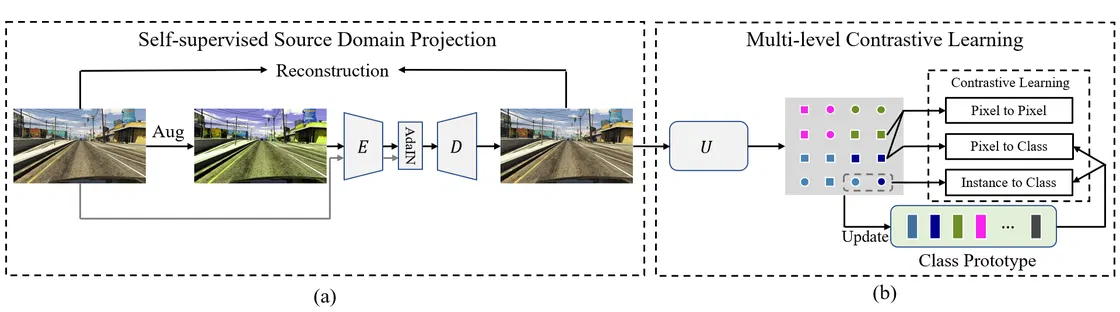 Self-supervised Source Domain Projection
Reconstruction
Aug
E
AdaIN
D
(a)
Multi-level Contrastive Learning
U
Contrastive Learning
Pixel to Pixel
Pixel to Class
Instance to Class
Update
...
Class Prototype
(b)